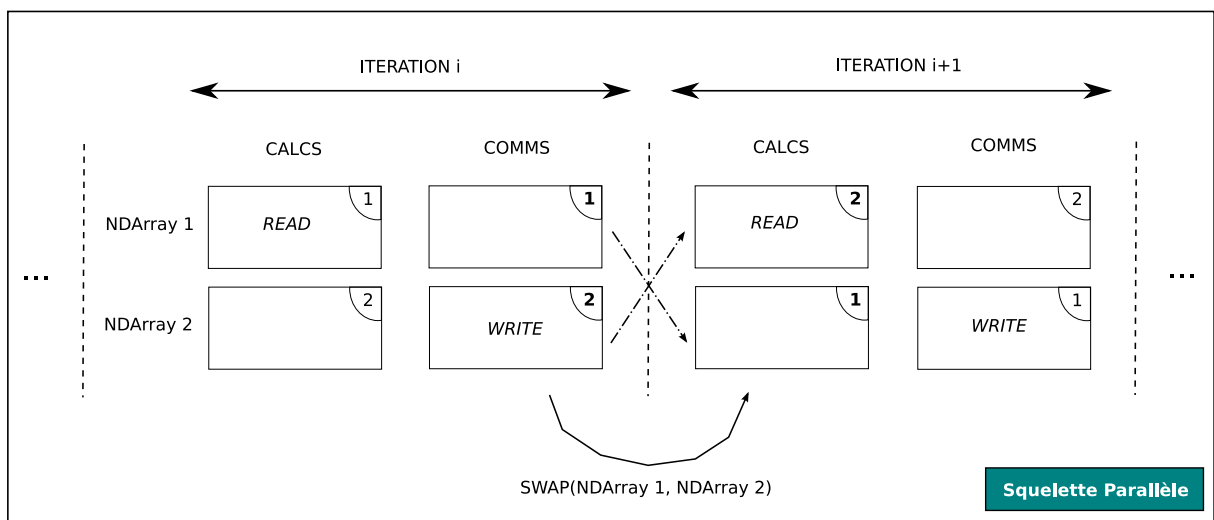 ITERATION i
ITERATION i+1
CALCS
COMMS
CALCS
COMMS
NDArray 1
READ
1
1
READ
2
2
...
...
NDArray 2
2
WRITE
2
1
WRITE
1
SWAP(NDArray 1, NDArray 2)
Squelette Parallèle